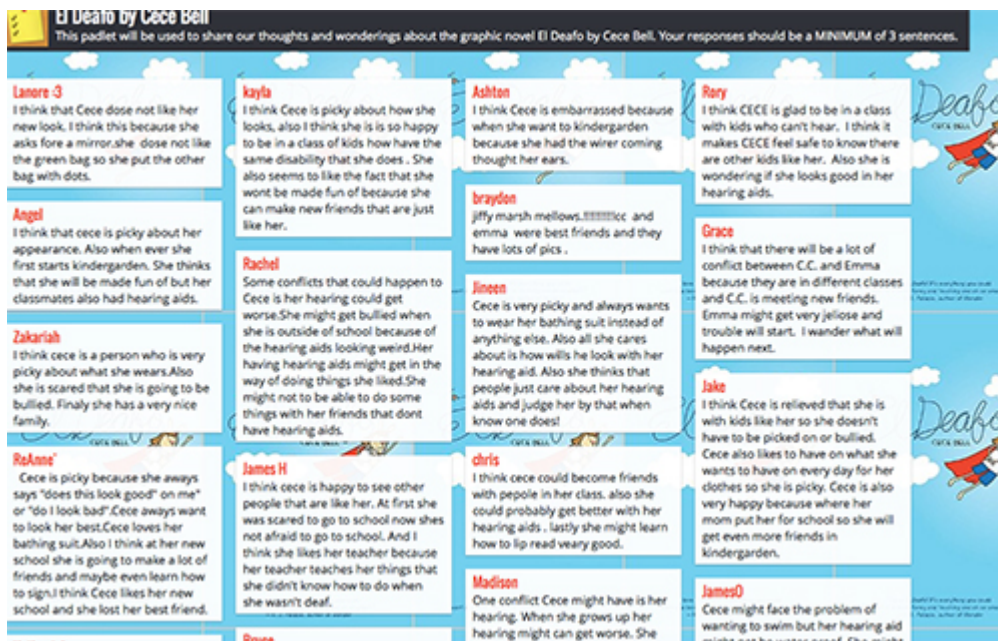 El Deafo by Cece Bell
This padlet will be used to share our thoughts and wonderings about the graphic novel El Deafo by Cece Bell. Your responses should be a MINIMUM of 3 sentences.
Lanore :3
I think that Cece dose not like her
new look. I think this because she
asks fore a mirror.she dose not like
the green bag so she put the other
bag with dots.
Angel
I think that cece is picky about her
appearance. Also when ever she
first starts kindergarden. She thinks
that she will be made fun of but her
classmates also had hearing aids.
Zakariah
I think cece is a person who is very
picky about what she wears.Also
she is scared that she is going to be
bullied. Finaly she has a very nice
family.
ReAnne'
Cece is picky because she aways
says "does this look good" on me"
or "do I look bad".Cece aways want
to look her best.Cece loves her
bathing suit.Also I think at her new
school she is going to make a lot of
friends and maybe even learn how
to sign.I think Cece likes her new
school and she lost her best friend.
kayla
I think Cece is picky about how she
looks, also I think she is is so happy
to be in a class of kids how have the
same disability that she does . She
also seems to like the fact that she
wont be made fun of because she
can make new friends that are just
like her.
Rachel
Some conflicts that could happen to
Cece is her hearing could get
worse.She might get bullied when
she is outside of school because of
the hearing aids looking weird.Her
having hearing aids might get in the
way of doing things she liked.She
might not to be able to do some
things with her friends that dont
have hearing aids.
James H
I think cece is happy to see other
people that are like her. At first she
was scared to go to school now shes
not afraid to go to school. And I
think she likes her teacher because
her teacher teaches her things that
she didn't know how to do when
she wasn't deaf.
Bryce
Ashton
I think Cece is embarrassed because
when she want to kindergarden
because she had the wirer coming
thought her ears.
braydon
jiffy marsh mellows.!!!!!!!!!!cc and
emma were best friends and they
have lots of pics .
Jineen
Cece is very picky and always wants
to wear her bathing suit instead of
anything else. Also all she cares
about is how wills he look with her
hearing aid. Also she thinks that
people just care about her hearing
aids and judge her by that when
know one does!
chris
I think cece could become friends
with pepole in her class. also she
could probably get better with her
hearing aids . lastly she might learn
how to lip read veary good.
Madison
One conflict Cece might have is her
hearing. When she grows up her
hearing might can get worse. She
Rory
I think CECE is glad to be in a class
with kids who can't hear. I think it
makes CECE feel safe to know there
are other kids like her. Also she is
wondering if she looks good in her
hearing aids.
Grace
I think that there will be a lot of
conflict between C.C. and Emma
because they are in different classes
and C.C. is meeting new friends.
Emma might get very jeliose and
trouble will start. I wander what will
happen next.
Jake
I think Cece is relieved that she is
with kids like her so she doesn't
have to be picked on or bullied.
Cece also likes to have on what she
wants to have on every day for her
clothes so she is picky. Cece is also
very happy because where her
mom put her for school so she will
get even more friends in
kindergarden.
JamesO
Cece might face the problem of
wanting to swim but her hearing aid
might not be water proof. She might
Deafo
CECE BELL
Deafo
CECE BELL